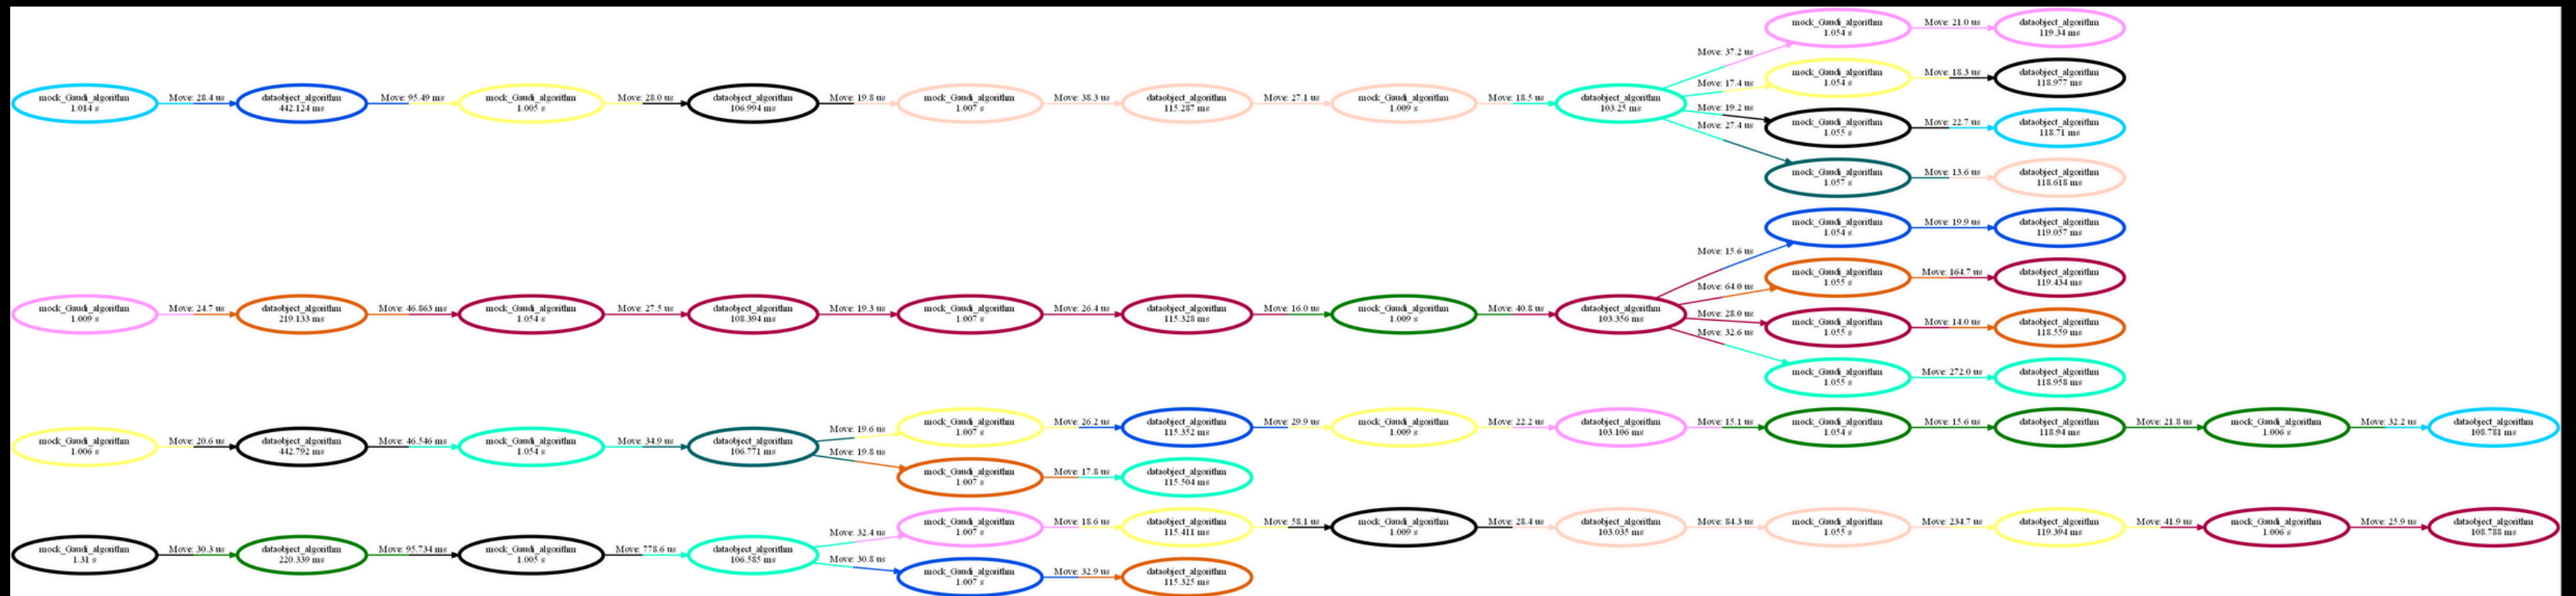 mock_Gaudi_algorithm
1.014 s
Move: 28.4 us
dataobject_algorithm
442.124 ms
Move: 95.49 ms
mock_Gaudi_algorithm
1.005 s
Move: 28.0 us
dataobject_algorithm
106.994 ms
Move: 19.8 us
mock_Gaudi_algorithm
1.007 s
Move: 38.3 us
dataobject_algorithm
115.287 ms
Move: 27.1 us
mock_Gaudi_algorithm
1.009 s
Move: 18.5 us
dataobject_algorithm
103.25 ms
Move: 37.2 us
mock_Gaudi_algorithm
1.054 s
Move: 21.0 us
dataobject_algorithm
119.34 ms
Move: 17.4 us
mock_Gaudi_algorithm
1.054 s
Move: 18.3 us
dataobject_algorithm
118.977 ms
Move: 19.2 us
mock_Gaudi_algorithm
1.055 s
Move: 22.7 us
dataobject_algorithm
118.71 ms
Move: 27.4 us
mock_Gaudi_algorithm
1.057 s
Move: 13.6 us
dataobject_algorithm
118.618 ms
mock_Gaudi_algorithm
1.009 s
Move: 24.7 us
dataobject_algorithm
219.133 ms
Move: 46.863 ms
mock_Gaudi_algorithm
1.054 s
Move: 27.5 us
dataobject_algorithm
108.394 ms
Move: 19.3 us
mock_Gaudi_algorithm
1.007 s
Move: 26.4 us
dataobject_algorithm
115.328 ms
Move: 16.0 us
mock_Gaudi_algorithm
1.009 s
Move: 40.8 us
dataobject_algorithm
103.356 ms
Move: 15.6 us
mock_Gaudi_algorithm
1.054 s
Move: 19.9 us
dataobject_algorithm
119.057 ms
Move: 64.0 us
mock_Gaudi_algorithm
1.055 s
Move: 164.7 us
dataobject_algorithm
119.434 ms
Move: 28.0 us
mock_Gaudi_algorithm
1.055 s
Move: 14.0 us
dataobject_algorithm
118.559 ms
Move: 32.6 us
mock_Gaudi_algorithm
1.055 s
Move: 272.0 us
dataobject_algorithm
118.958 ms
mock_Gaudi_algorithm
1.006 s
Move: 20.6 us
dataobject_algorithm
442.792 ms
Move: 46.546 ms
mock_Gaudi_algorithm
1.054 s
Move: 34.9 us
dataobject_algorithm
106.771 ms
Move: 19.6 us
mock_Gaudi_algorithm
1.007 s
Move: 26.2 us
dataobject_algorithm
115.352 ms
Move: 29.9 us
mock_Gaudi_algorithm
1.009 s
Move: 22.2 us
dataobject_algorithm
103.106 ms
Move: 15.1 us
mock_Gaudi_algorithm
1.054 s
Move: 15.6 us
dataobject_algorithm
118.94 ms
Move: 21.8 us
mock_Gaudi_algorithm
1.006 s
Move: 32.2 us
dataobject_algorithm
108.781 ms
Move: 19.8 us
mock_Gaudi_algorithm
1.007 s
Move: 17.8 us
dataobject_algorithm
115.504 ms
mock_Gaudi_algorithm
1.31 s
Move: 30.3 us
dataobject_algorithm
220.339 ms
Move: 95.734 ms
mock_Gaudi_algorithm
1.005 s
Move: 778.6 us
dataobject_algorithm
106.585 ms
Move: 32.4 us
mock_Gaudi_algorithm
1.007 s
Move: 18.6 us
dataobject_algorithm
115.411 ms
Move: 58.1 us
mock_Gaudi_algorithm
1.009 s
Move: 28.4 us
dataobject_algorithm
103.035 ms
Move: 84.3 us
mock_Gaudi_algorithm
1.055 s
Move: 234.7 us
dataobject_algorithm
119.394 ms
Move: 41.9 us
mock_Gaudi_algorithm
1.006 s
Move: 25.9 us
dataobject_algorithm
108.788 ms
Move: 30.8 us
mock_Gaudi_algorithm
1.007 s
Move: 32.9 us
dataobject_algorithm
115.325 ms